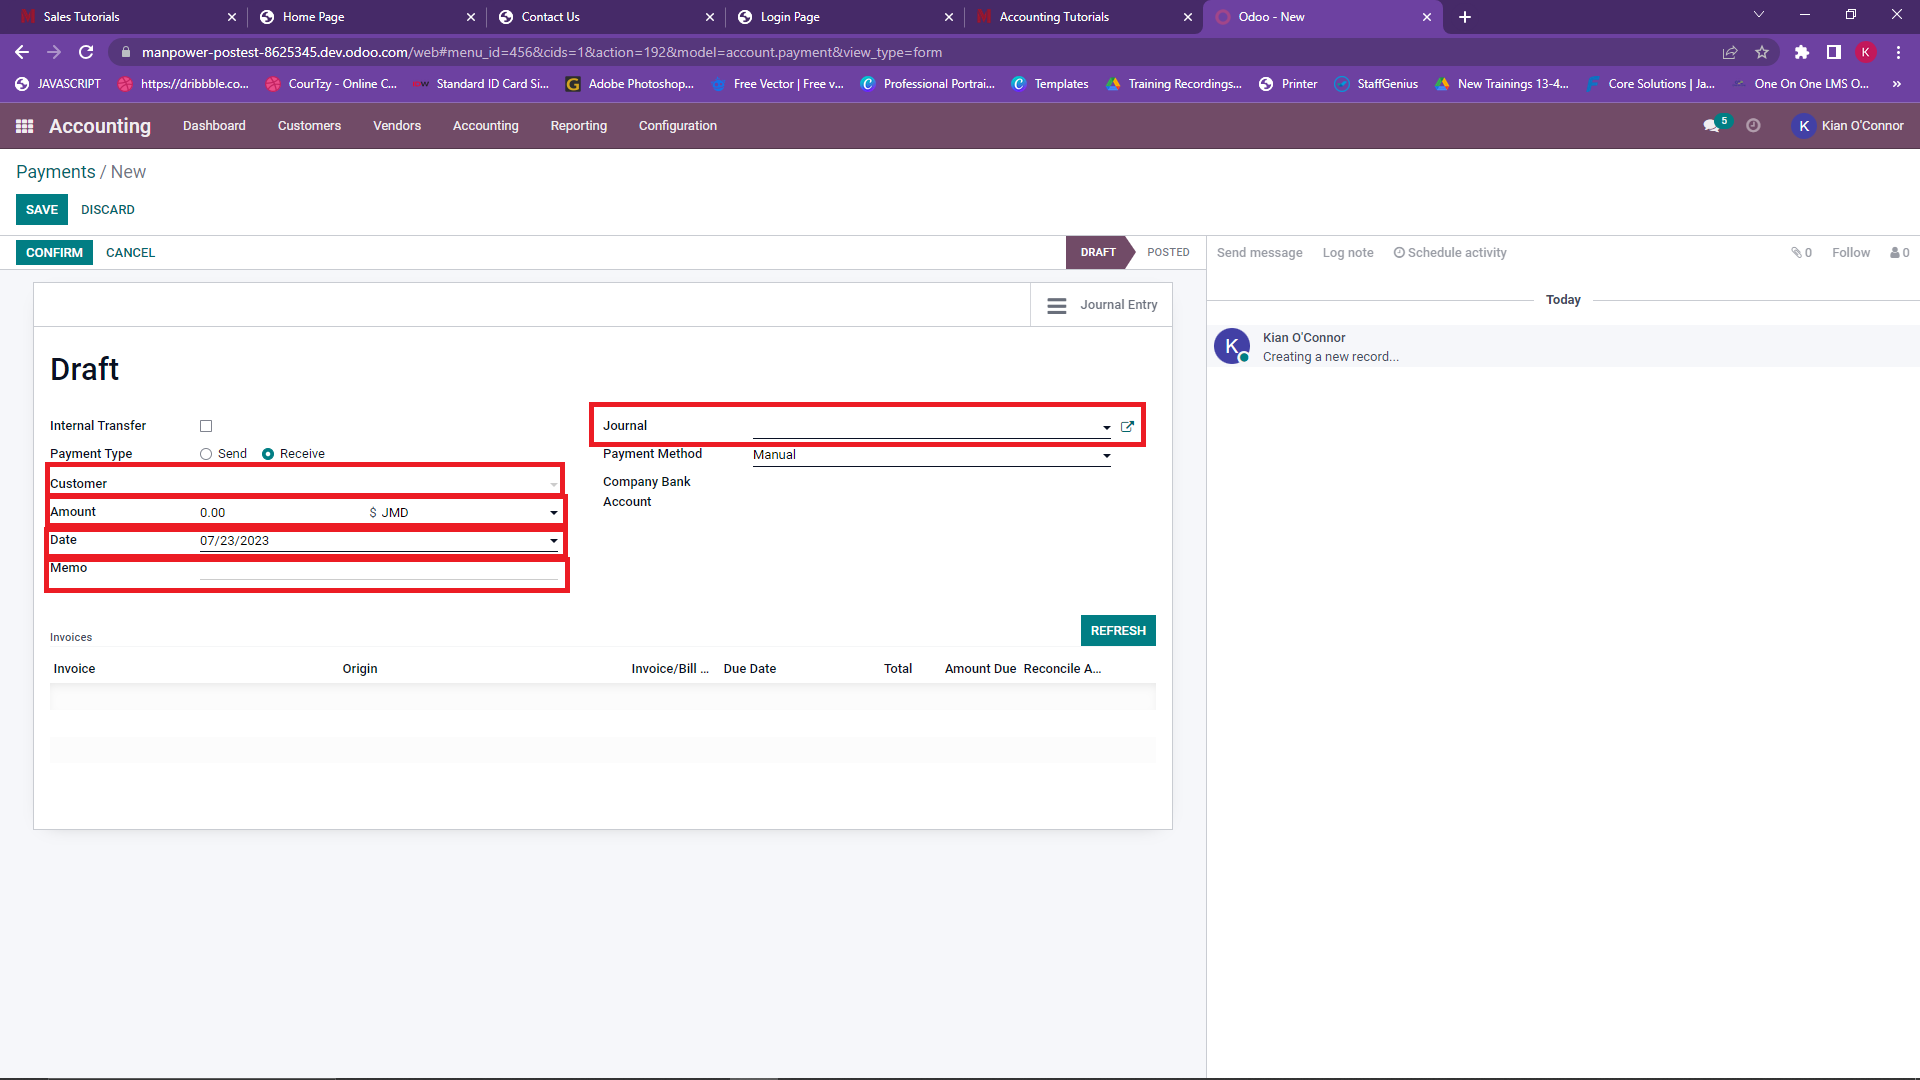 Sales Tutorials
Home Page
Contact Us
Login Page
Accounting Tutorials
Odoo - New
manpower-postest-8625345.dev.odoo.com/web#menu_id=456&cids=1&action=192&model=account.payment&view_type=form
K
JAVASCRIPT
https://dribbble.co...
CourTzy - Online C...
Standard ID Card Si...
Adobe Photoshop...
Free Vector | Free v...
Professional Portrai...
Templates
Training Recordings...
Printer
StaffGenius
New Trainings 13-4...
Core Solutions | Ja...
One On One LMS O...
»
Accounting
Dashboard
Customers
Vendors
Accounting
Reporting
Configuration
5
K Kian O'Connor
Payments / New
SAVE DISCARD
CONFIRM CANCEL
DRAFT POSTED
Send message Log note Schedule activity
0 Follow 0
Journal Entry
Today
K
Kian O'Connor
Creating a new record...
Draft
Internal Transfer
Payment Type Send Receive
Customer
Amount 0.00 $ JMD
Date 07/23/2023
Memo
Journal
Payment Method Manual
Company Bank
Account
REFRESH
Invoices
Invoice Origin Invoice/Bill ... Due Date Total Amount Due Reconcile A...